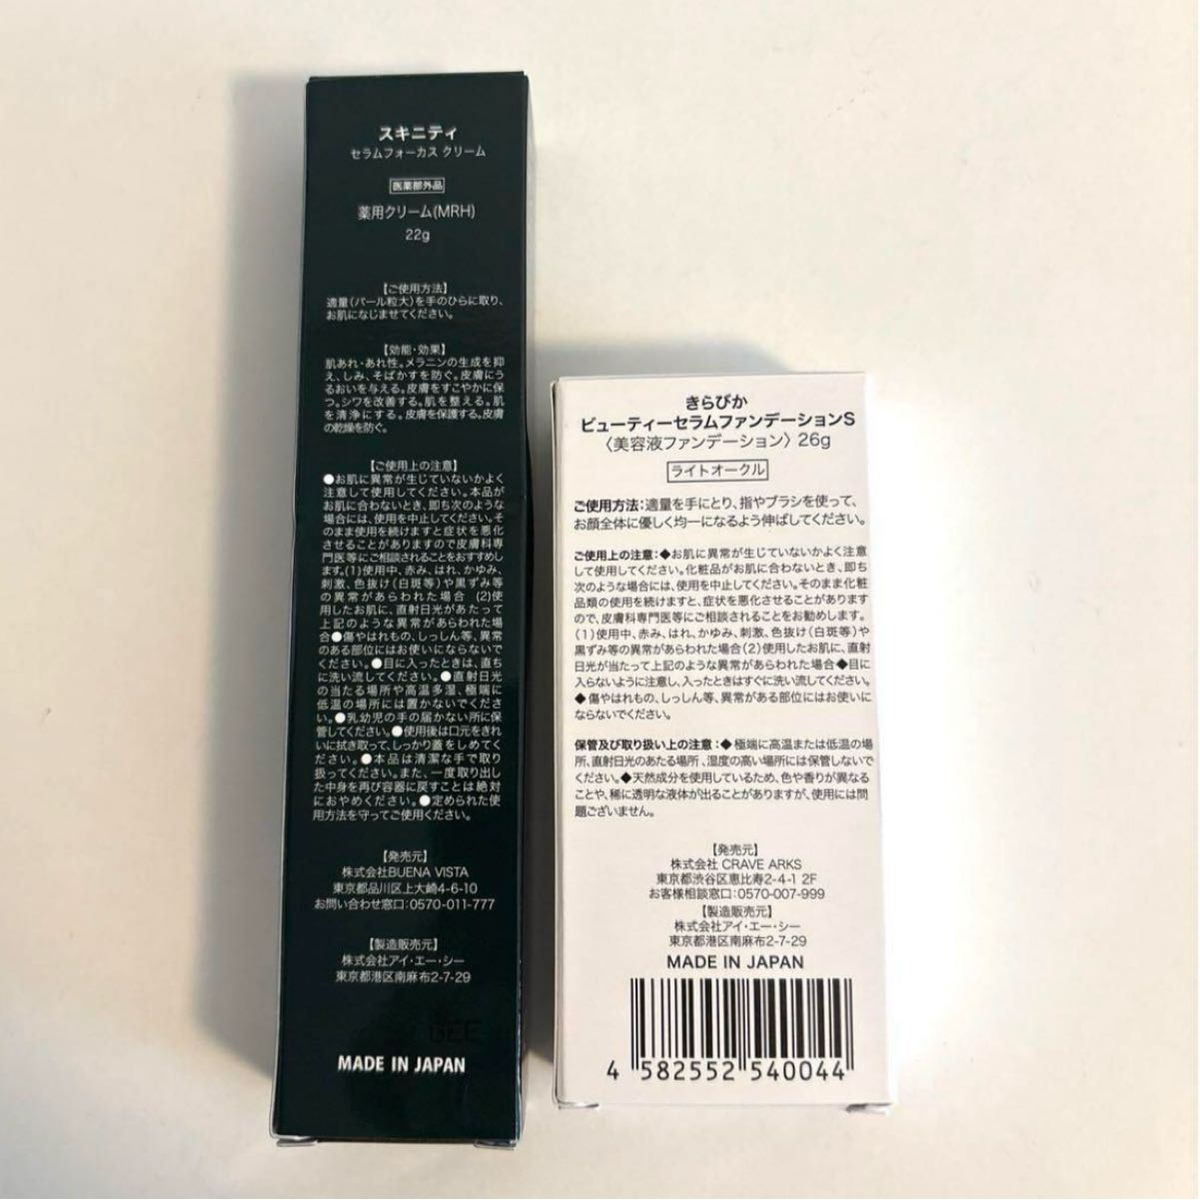 スキニティ
セラムフォーカス クリーム
医薬部外品
薬用クリーム(MRH)
22g
【ご使用方法】
適量(パール粒大)を手のひらに取り、
お肌になじませてください。
【効能・効果】
肌あれ・あれ性。メラニンの生成を抑
え、しみ、そばかすを防ぐ。皮膚にう
るおいを与える。皮膚をすこやかに保
つ。シワを改善する。肌を整える。肌
を清浄にする。皮膚を保護する。皮膚
の乾燥を防ぐ。
【ご使用上の注意】
●お肌に異常が生じていないかよく
注意して使用してください。本品が
お肌に合わないとき、即ち次のような
場合には、使用を中止してください。そ
のまま使用を続けますと症状を悪化
させることがありますので皮膚科専
門医等にご相談されることをおすすめし
ます。(1)使用中、赤み、はれ、かゆみ、
刺激、色抜け(白斑等)や黒ずみ等
の異常があらわれた場合 (2)使
用したお肌に、直射日光があたって
上記のような異常があらわれた場
合●傷やはれもの、しっしん等、異常
のある部位にはお使いにならないで
ください。●目に入ったときは、直ち
に洗い流してください。●直射日光
の当たる場所や高温多湿、極端に
低温の場所には置かないでくださ
い。●乳幼児の手の届かない所に保
管してください。●使用後は口元をきれ
いに拭き取って、しっかり蓋をしめてく
ださい。●本品は清潔な手で取り
扱ってください。また、一度取り出し
た中身を再び容器に戻すことは絶対
におやめください。●定められた使
用方法を守ってご使用ください。
【発売元】
株式会社BUENA VISTA
東京都品川区上大崎4-6-10
お問い合わせ窓口:0570-011-777
【製造販売元】
株式会社アイ・エー・シー
東京都港区南麻布2-7-29
MADE IN JAPAN
きらぴか
ビューティーセラムファンデーションS
〈美容液ファンデーション〉26g
ライトオークル
ご使用方法:適量を手にとり、指やブラシを使って、
お顔全体に優しく均一になるよう伸ばしてください。
ご使用上の注意:◆お肌に異常が生じていないかよく注意
して使用してください。化粧品がお肌に合わないとき、即ち
次のような場合には、使用を中止してください。そのまま化粧
品類の使用を続けますと、症状を悪化させることがあります
ので、皮膚科専門医等にご相談されることをお勧めします。
(1)使用中、赤み、はれ、かゆみ、刺激、色抜け(白斑等)や
黒ずみ等の異常があらわれた場合(2)使用したお肌に、直射
日光が当たって上記のような異常があらわれた場合◆目に
入らないように注意し、入ったときはすぐに洗い流してください。
◆傷やはれもの、しっしん等、異常がある部位にはお使いに
ならないでください。
保管及び取り扱い上の注意:◆極端に高温または低温の場
所、直射日光のあたる場所、湿度の高い場所には保管しないで
ください。◆天然成分を使用しているため、色や香りが異なる
ことや、稀に透明な液体が出ることがありますが、使用には問
題ございません。
【発売元】
株式会社 CRAVE ARKS
東京都渋谷区恵比寿2-4-1 2F
お客様相談窓口:0570-007-999
【製造販売元】
株式会社アイ・エー・シー
東京都港区南麻布2-7-29
MADE IN JAPAN
4 582552 540044